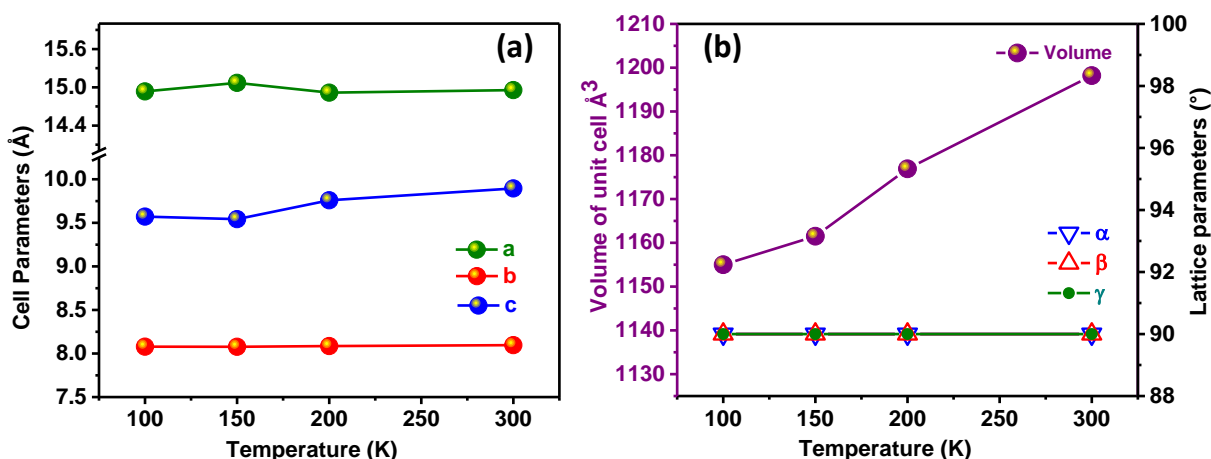 (a)
Cell Parameters (Å)
15.6
15.0
14.4
10.0
9.5
9.0
8.5
8.0
7.5
a
b
c
100 150 200 250 300
Temperature (K)
(b)
Volume of unit cell Å³
1210
1200
1190
1180
1170
1160
1150
1140
1130
Volume
α
β
γ
100
98
96
94
92
90
88
Lattice parameters (°)
100 150 200 250 300
Temperature (K)